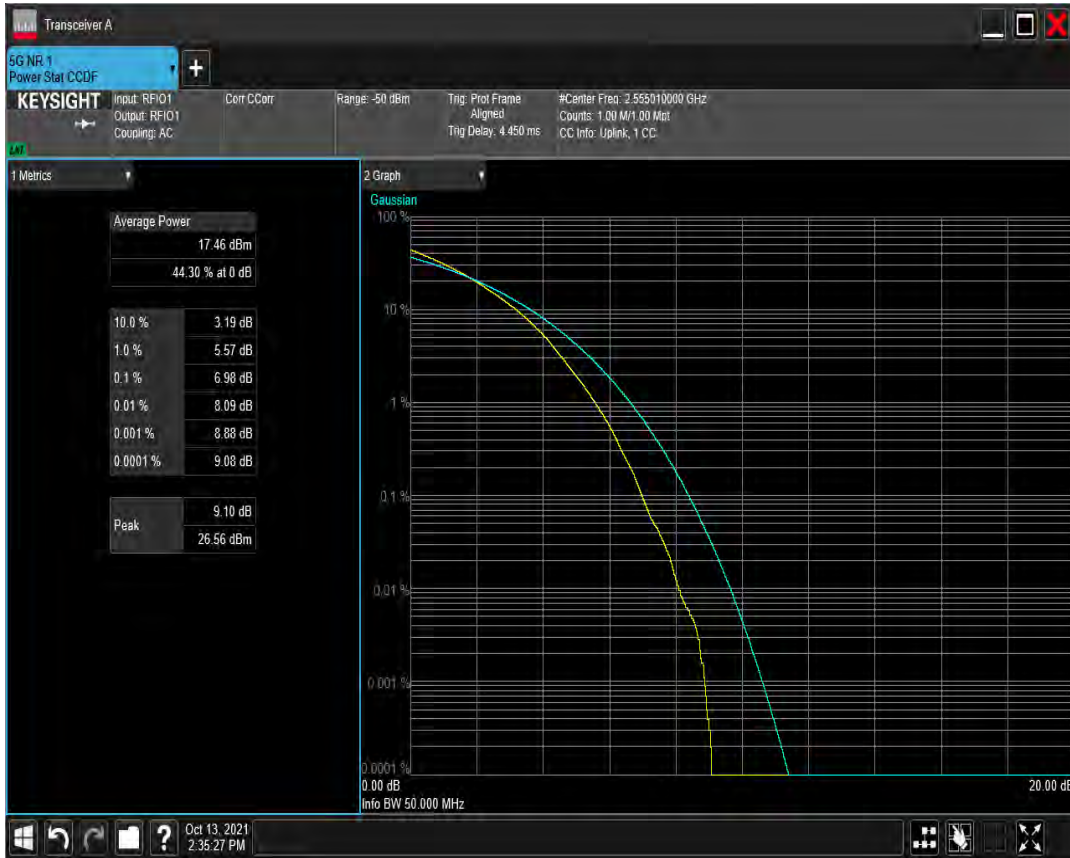 Transceiver A
5G NR 1
Power Stat CCDF
+
KEYSIGHT
Input: RFIO1
Output: RFIO1
Coupling: AC
Corr CCorr
Range: -50 dBm
Trig: Prot Frame
Aligned
Trig Delay: 4.450 ms
#Center Freq: 2.555010000 GHz
Counts: 1.00 M/1.00 Mpt
CC Info: Uplink, 1 CC
LNT
1 Metrics
Average Power
17.46 dBm
44.30 % at 0 dB
10.0 % 3.19 dB
1.0 % 5.57 dB
0.1 % 6.98 dB
0.01 % 8.09 dB
0.001 % 8.88 dB
0.0001 % 9.08 dB
Peak
9.10 dB
26.56 dBm
2 Graph
Gaussian
100 %
10 %
1 %
0.1 %
0.01 %
0.001 %
0.0001 %
0.00 dB
20.00 dB
Info BW 50.000 MHz
?
Oct 13, 2021
2:35:27 PM